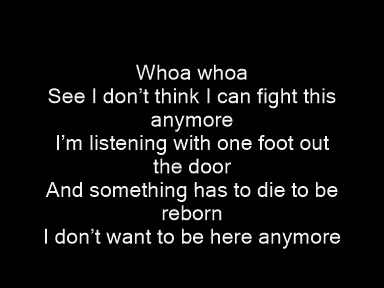 Whoa whoa
See I don’t think I can fight this
anymore
I’m listening with one foot out
the door
And something has to die to be
reborn
I don’t want to be here anymore